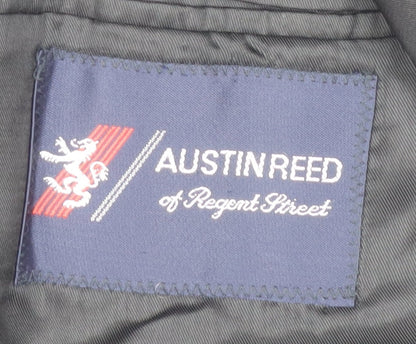 AUSTIN REED
of Regent Street